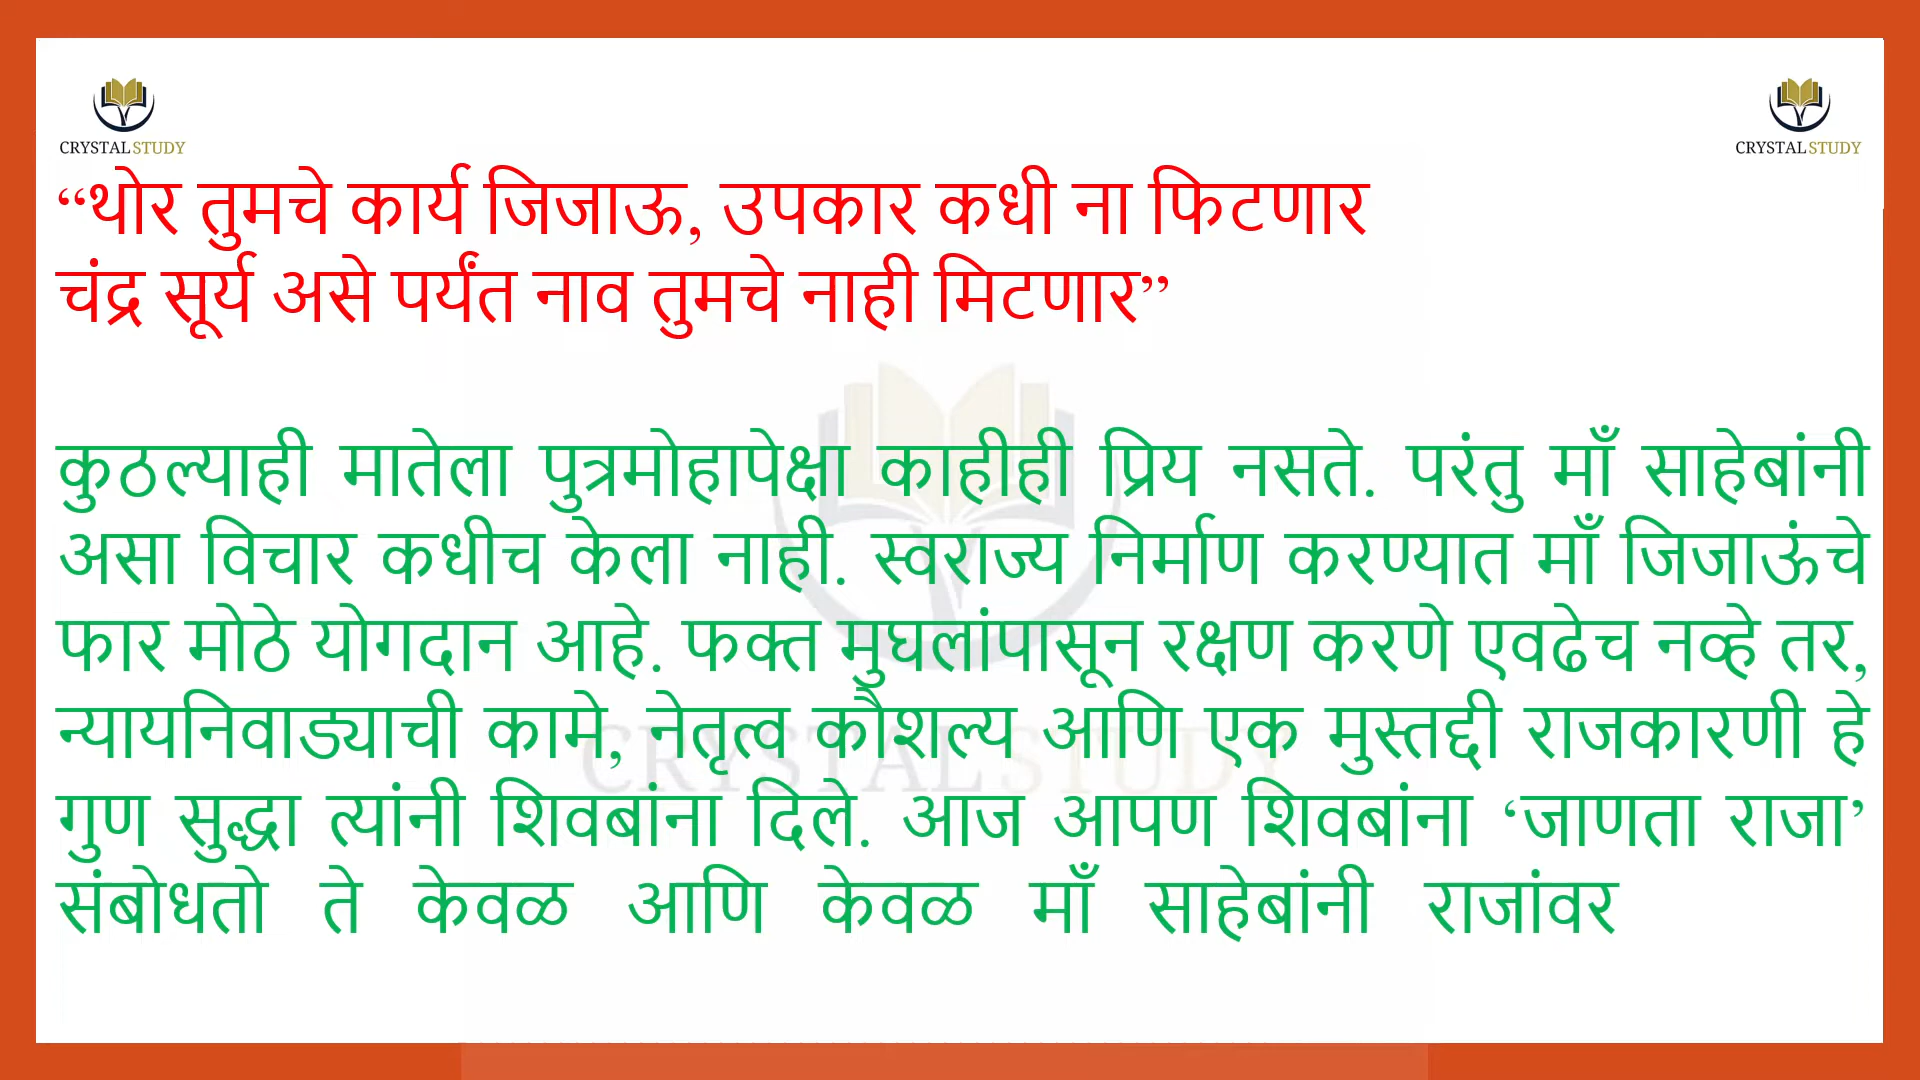 CRYSTAL STUDY
CRYSTAL STUDY
“थोर तुमचे कार्य जिजाऊ, उपकार कधी ना फिटणार
चंद्र सूर्य असे पर्यंत नाव तुमचे नाही मिटणार”
कुठल्याही मातेला पुत्रमोहापेक्षा काहीही प्रिय नसते. परंतु माँ साहेबांनी
असा विचार कधीच केला नाही. स्वराज्य निर्माण करण्यात माँ जिजाऊंचे
फार मोठे योगदान आहे. फक्त मुघलांपासून रक्षण करणे एवढेच नव्हे तर,
न्यायनिवाड्याची कामे, नेतृत्व कौशल्य आणि एक मुस्तद्दी राजकारणी हे
गुण सुद्धा त्यांनी शिवबांना दिले. आज आपण शिवबांना ‘जाणता राजा’
संबोधतो ते केवळ आणि केवळ माँ साहेबांनी राजांवर
CRYSTAL STUDY